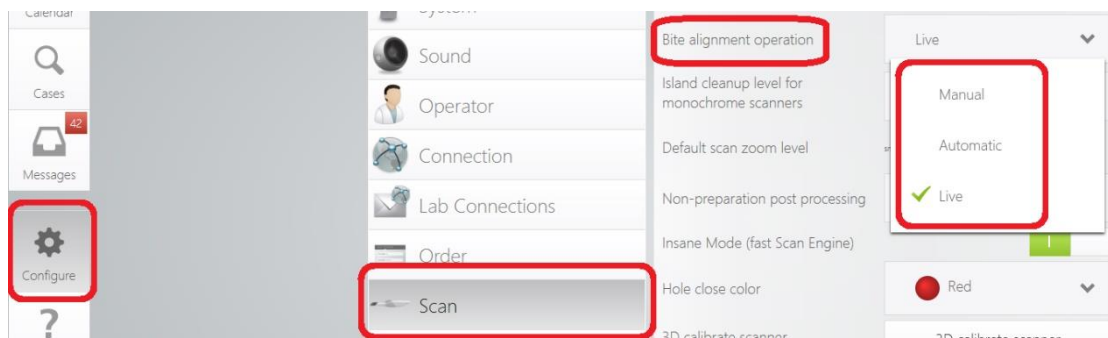 Calendar
Cases
42
Messages
Configure
?
System
Sound
Operator
Connection
Lab Connections
Order
Scan
Bite alignment operation
Live
Island cleanup level for
monochrome scanners
Manual
Default scan zoom level
Automatic
Non-preparation post processing
Live
Insane Mode (fast Scan Engine)
I
Hole close color
Red
3D calibrate scanner
3D calibrate scanner